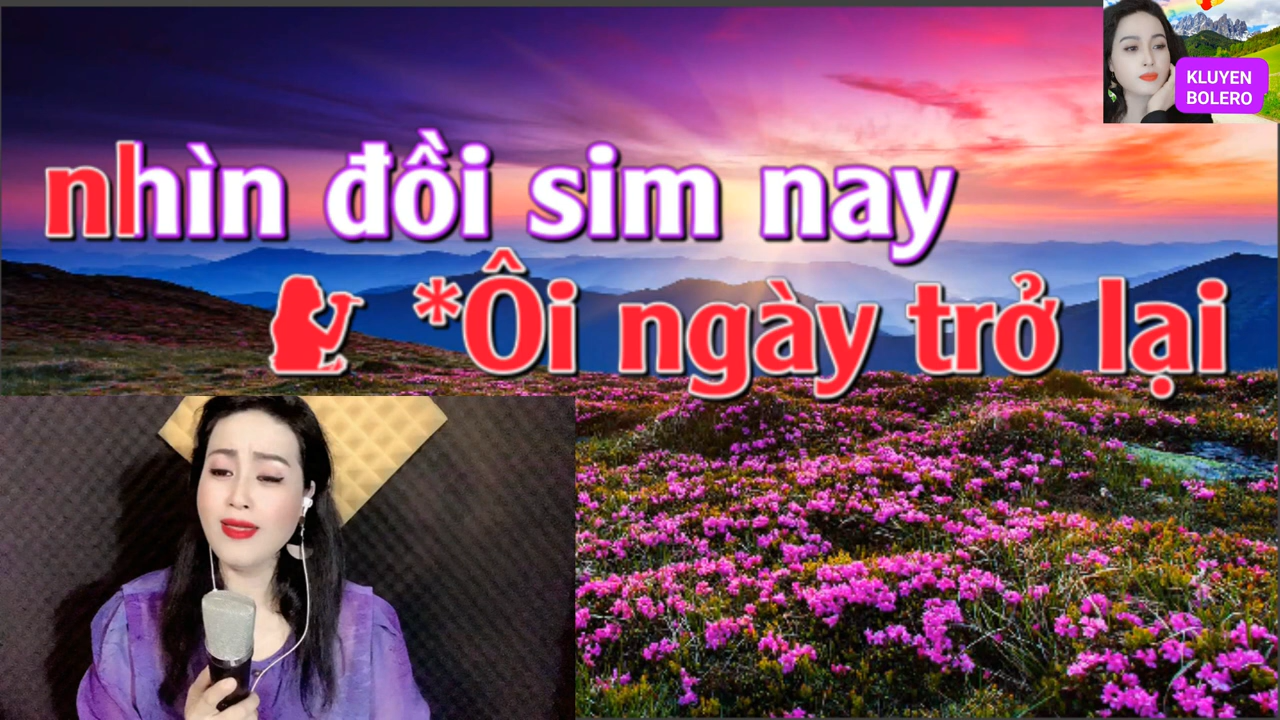 KLUYEN
BOLERO
nhìn đồi sim nay
*Ôi ngày trở lại